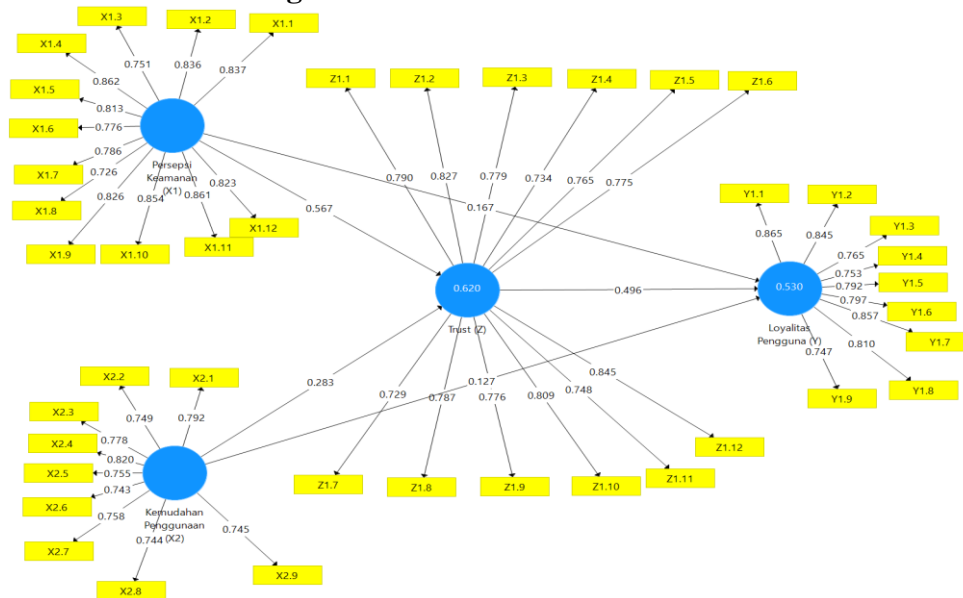 X1.3
X1.2
X1.1
X1.4
0.751
0.836
0.837
0.862
X1.5
0.813
X1.6
0.776
0.786
X1.7
0.726
X1.8
0.826
0.854
0.861
0.823
X1.9
X1.10
X1.11
X1.12
Persepsi
Keamanan (X1)
Z1.1
Z1.2
Z1.3
Z1.4
Z1.5
Z1.6
0.790
0.827
0.779
0.734
0.765
0.775
0.567
0.167
Y1.1
Y1.2
Y1.3
Y1.4
Y1.5
Y1.6
Y1.7
Y1.8
Y1.9
0.865
0.845
0.765
0.753
0.792
0.797
0.857
0.810
0.747
0.620
Trust (Z)
0.496
0.530
Loyalitas
Pengguna (Y)
0.283
0.127
0.729
0.787
0.776
0.809
0.748
0.845
Z1.7
Z1.8
Z1.9
Z1.10
Z1.11
Z1.12
X2.2
X2.1
X2.3
0.749
0.792
X2.4
0.778
0.820
X2.5
0.755
0.743
X2.6
0.758
X2.7
0.744
0.745
X2.8
X2.9
Kemudahan
Penggunaan
(X2)